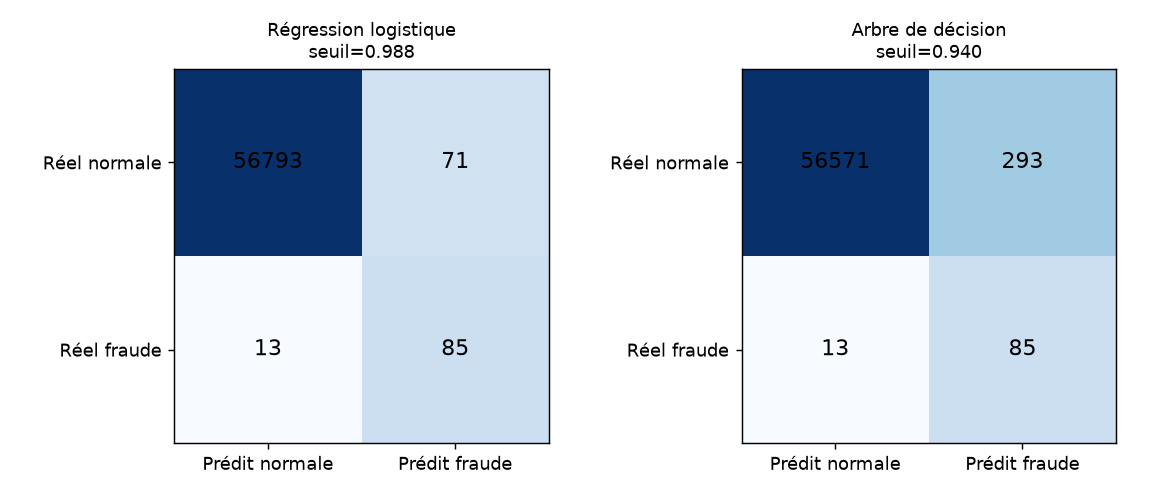 Régression logistique
seuil=0.988
Réel normale
56793
71
Réel fraude
13
85
Prédit normale
Prédit fraude
Arbre de décision
seuil=0.940
Réel normale
56571
293
Réel fraude
13
85
Prédit normale
Prédit fraude